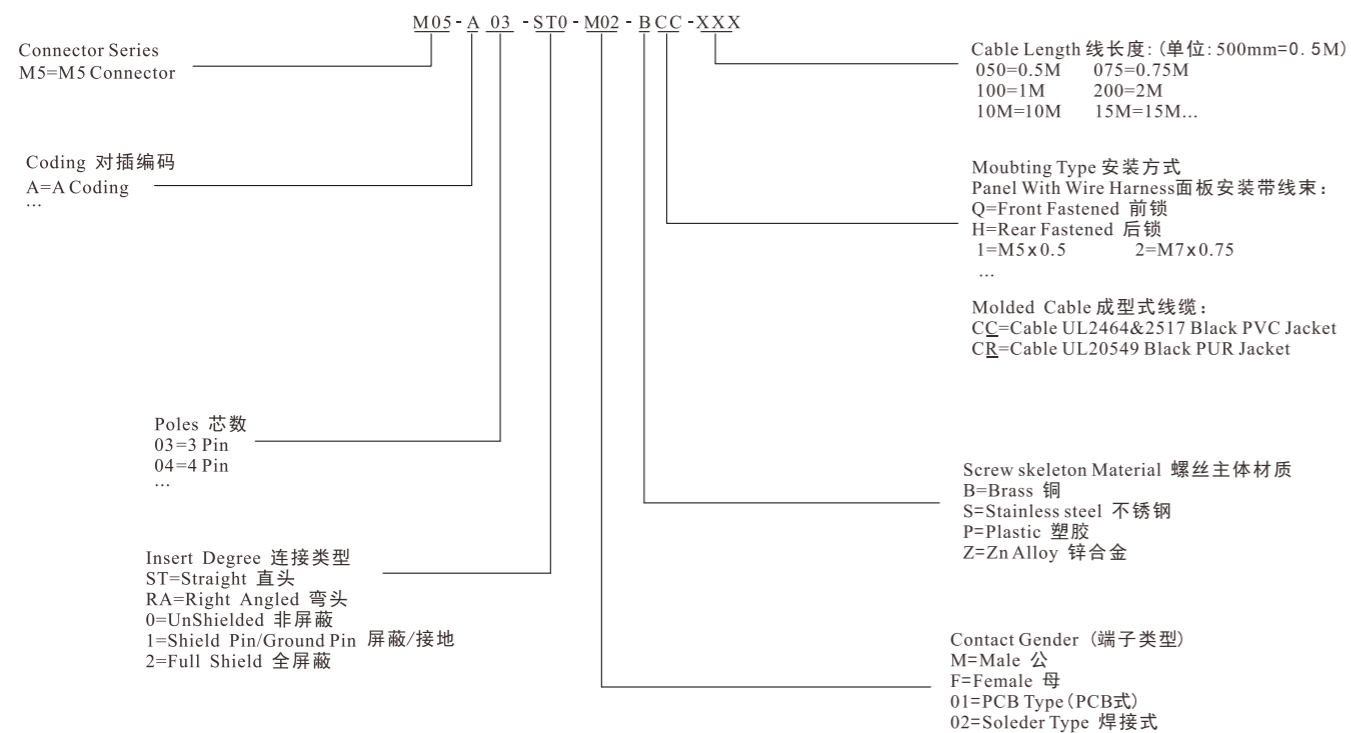 M05-A 03 -ST0-M02-BCC-XXX
Connector Series
M5=M5 Connector
Cable Length 线长度: (单位: 500mm=0. 5M)
050=0.5M 075=0.75M
100=1M 200=2M
10M=10M 15M=15M...
Coding 对插编码
A=A Coding
...
Moubting Type 安装方式
Panel With Wire Harness面板安装带线束:
Q=Front Fastened 前锁
H=Rear Fastened 后锁
1=M5x0.5 2=M7x0.75
...
Molded Cable 成型式线缆:
CC=Cable UL2464&2517 Black PVC Jacket
CR=Cable UL20549 Black PUR Jacket
Poles 芯数
03=3 Pin
04=4 Pin
...
Screw skeleton Material 螺丝主体材质
B=Brass 铜
S=Stainless steel 不锈钢
P=Plastic 塑胶
Z=Zn Alloy 锌合金
Insert Degree 连接类型
ST=Straight 直头
RA=Right Angled 弯头
0=UnShielded 非屏蔽
1=Shield Pin/Ground Pin 屏蔽/接地
2=Full Shield 全屏蔽
Contact Gender (端子类型)
M=Male 公
F=Female 母
01=PCB Type(PCB式)
02=Soleder Type 焊接式